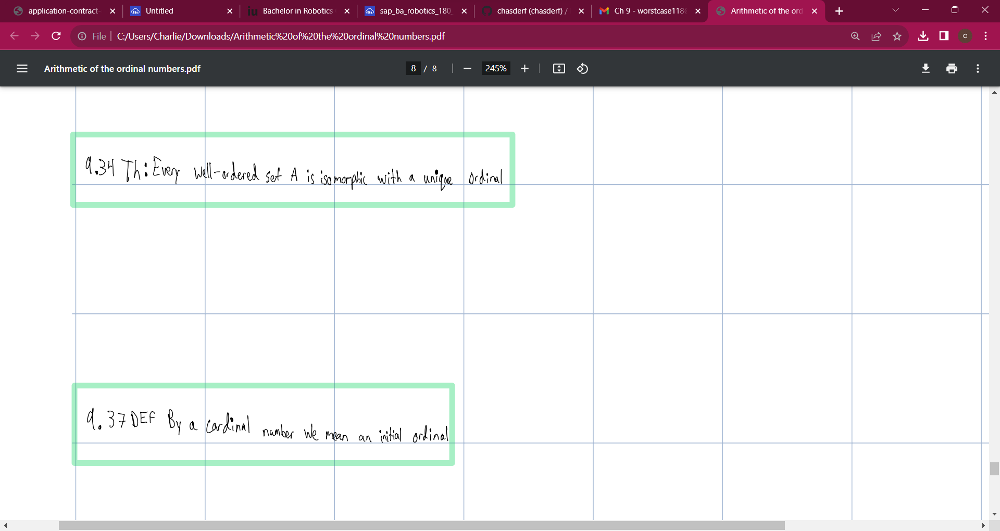 application-contract-
Untitled
iu Bachelor in Robotics
sap_ba_robotics_180
chasderf (chasderf) /
Ch 9 - worstcase118
Arithmetic of the ord
File C:/Users/Charlie/Downloads/Arithmetic%20of%20the%20ordinal%20numbers.pdf
c
Arithmetic of the ordinal numbers.pdf
8 / 8
245%
9.34 Th: Every well-ordered set A is isomorphic with a unique ordinal
9.37 DEF By a cardinal number we mean an initial ordinal